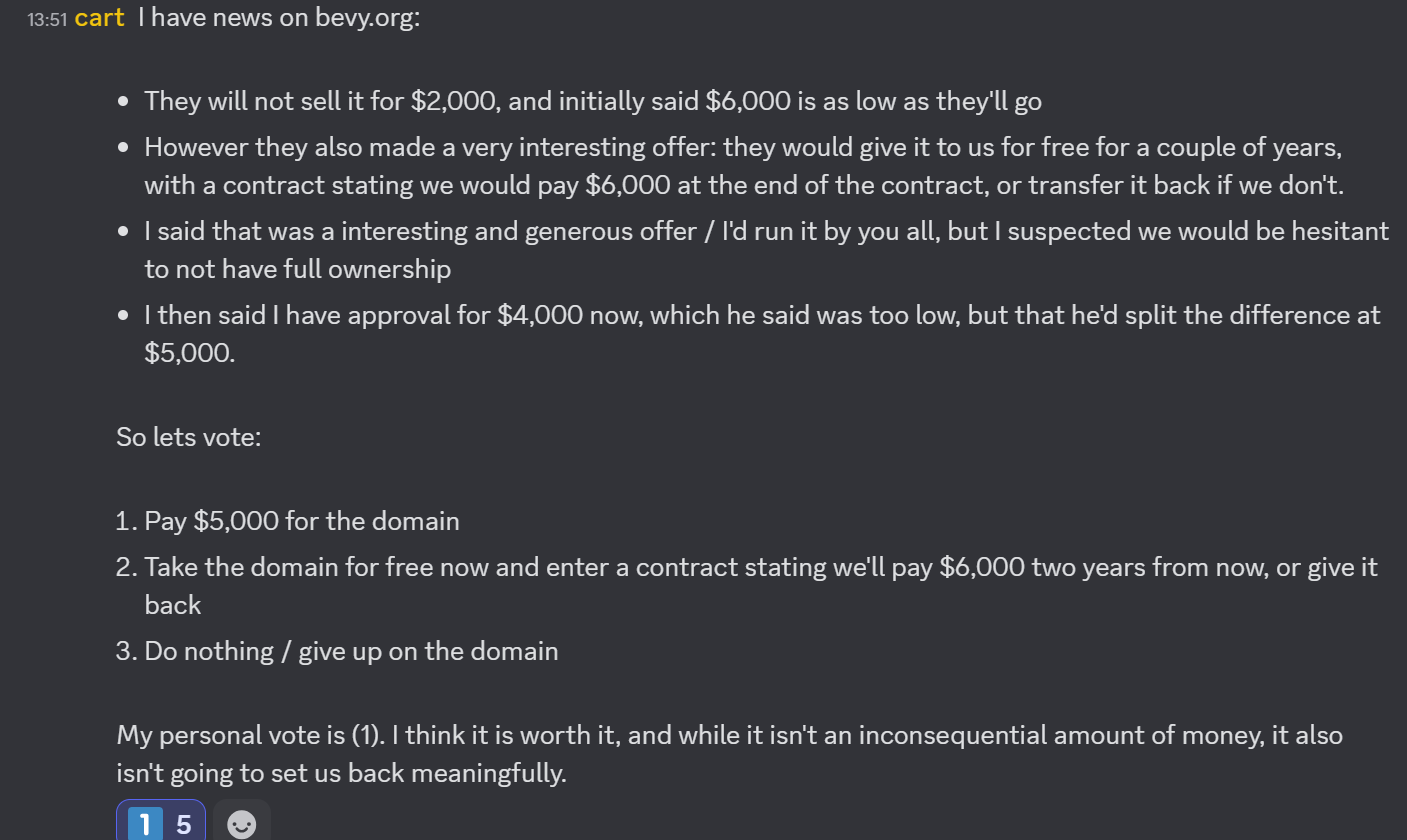 13:51 cart I have news on bevy.org:
• They will not sell it for $2,000, and initially said $6,000 is as low as they'll go
• However they also made a very interesting offer: they would give it to us for free for a couple of years,
with a contract stating we would pay $6,000 at the end of the contract, or transfer it back if we don't.
• I said that was a interesting and generous offer / I'd run it by you all, but I suspected we would be hesitant
to not have full ownership
• I then said I have approval for $4,000 now, which he said was too low, but that he'd split the difference at
$5,000.
So lets vote:
1. Pay $5,000 for the domain
2. Take the domain for free now and enter a contract stating we'll pay $6,000 two years from now, or give it
back
3. Do nothing / give up on the domain
My personal vote is (1). I think it is worth it, and while it isn't an inconsequential amount of money, it also
isn't going to set us back meaningfully.
1 5